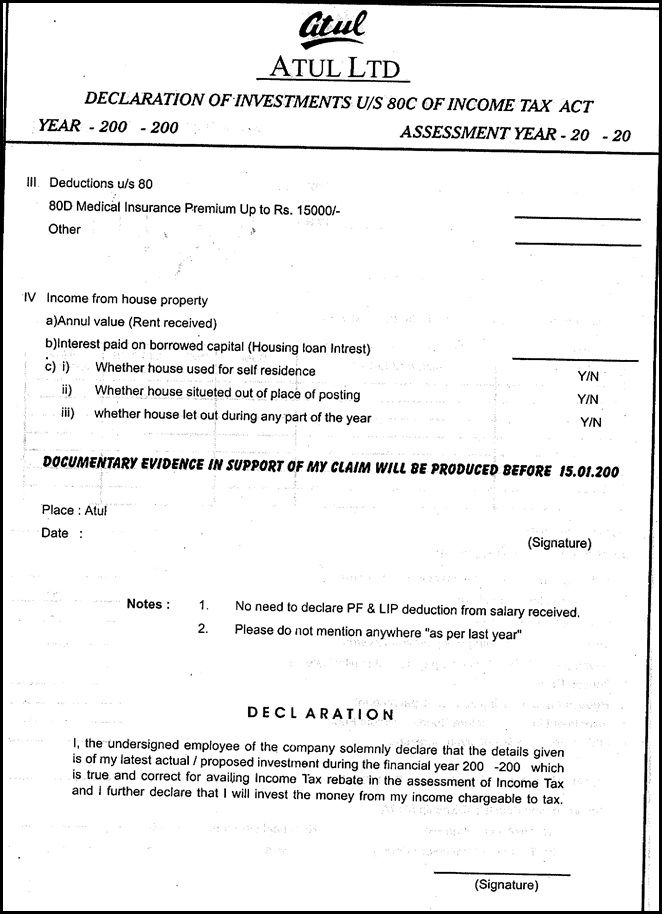 atul
ATUL LTD
DECLARATION OF INVESTMENTS U/S 80C OF INCOME TAX ACT
YEAR - 200 - 200 ASSESSMENT YEAR - 20 - 20
III Deductions u/s 80
80D Medical Insurance Premium Up to Rs. 15000/-
Other
IV Income from house property
a)Annul value (Rent received)
b)Interest paid on borrowed capital (Housing loan Intrest)
c) i) Whether house used for self residence Y/N
ii) Whether house situeted out of place of posting Y/N
iii) whether house let out during any part of the year Y/N
DOCUMENTARY EVIDENCE IN SUPPORT OF MY CLAIM WILL BE PRODUCED BEFORE 15.01.200
Place : Atul
Date :
(Signature)
Notes : 1. No need to declare PF & LIP deduction from salary received.
2. Please do not mention anywhere "as per last year"
DECLARATION
I, the undersigned employee of the company solemnly declare that the details given
is of my latest actual / proposed investment during the financial year 200 -200 which
is true and correct for availing Income Tax rebate in the assessment of Income Tax
and I further declare that I will invest the money from my income chargeable to tax.
(Signature)